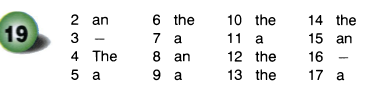 19
2 an 6 the 10 the 14 the
3 – 7 a 11 a 15 an
4 The 8 an 12 the 16 –
5 a 9 a 13 the 17 a